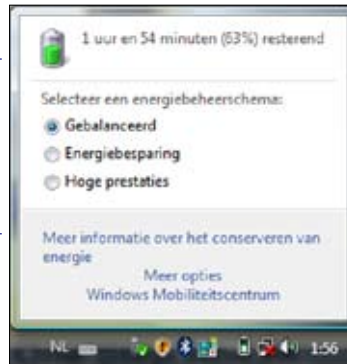 1 uur en 54 minuten (63%) resterend
Selecteer een energiebeheerschema:
Gebalanceerd
Energiebesparing
Hoge prestaties
Meer informatie over het conserveren van
energie
Meer opties
Windows Mobiliteitscentrum
NL
1:56